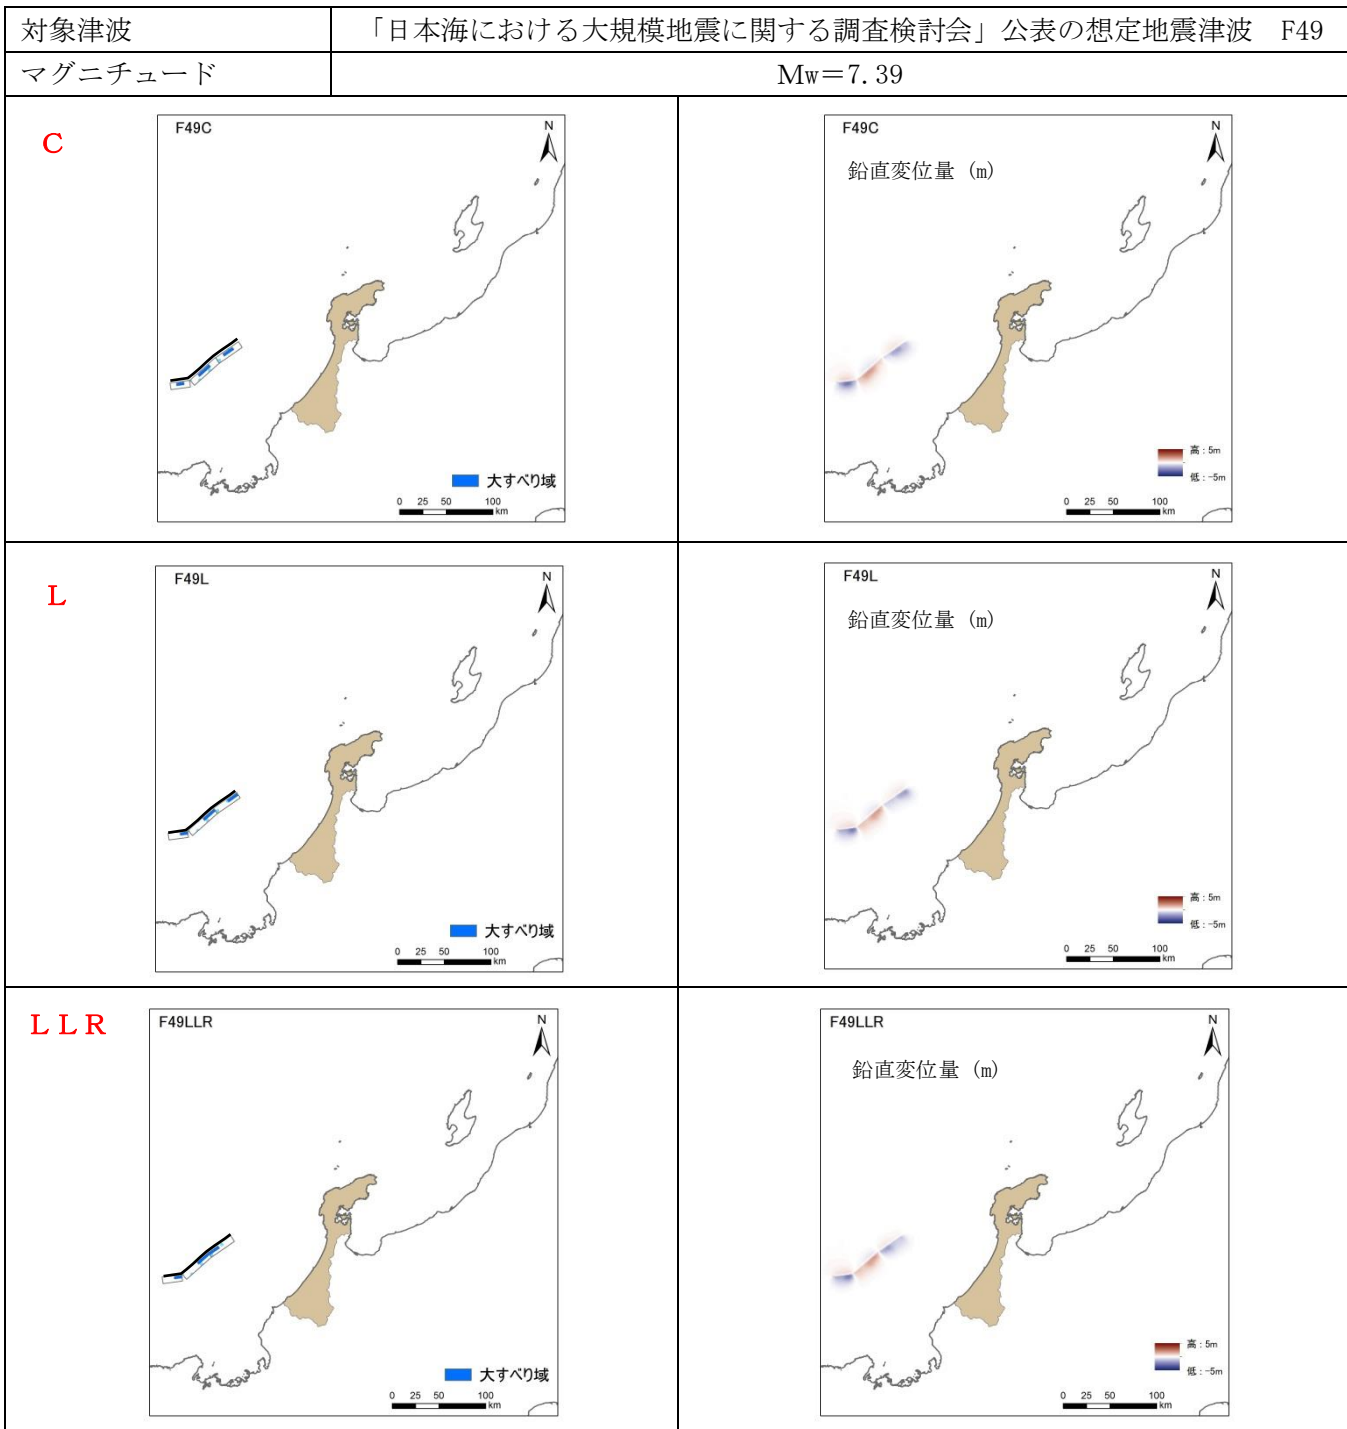 対象津波 「日本海における大規模地震に関する調査検討会」公表の想定地震津波　F49
マグニチュード Mw＝7.39
C
F49C
N
大すべり域
0 25 50 100
km
F49C
N
鉛直変位量 (m)
高 : 5m
低 : -5m
0 25 50 100
km
L
F49L
N
大すべり域
0 25 50 100
km
F49L
N
鉛直変位量 (m)
高 : 5m
低 : -5m
0 25 50 100
km
LLR
F49LLR
N
大すべり域
0 25 50 100
km
F49LLR
N
鉛直変位量 (m)
高 : 5m
低 : -5m
0 25 50 100
km